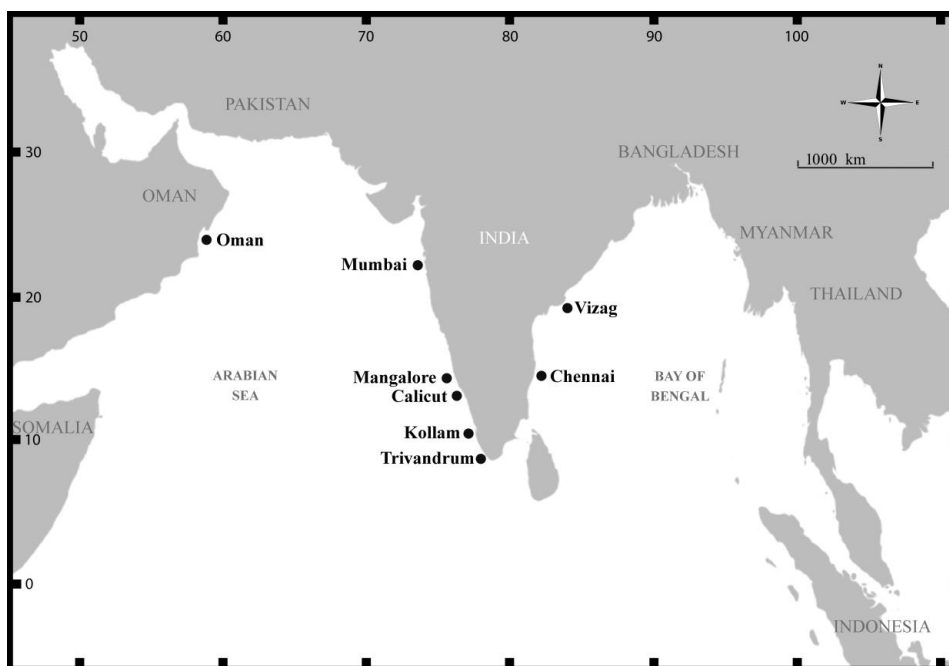 50 60 70 80 90 100
N
W E
S
PAKISTAN
1000 km
30
BANGLADESH
OMAN
INDIA
MYANMAR
Oman
Mumbai
THAILAND
20
Vizag
ARABIAN
SEA
Mangalore
Chennai
BAY OF
BENGAL
Calicut
SOMALIA
Kollam
10
Trivandrum
0
INDONESIA